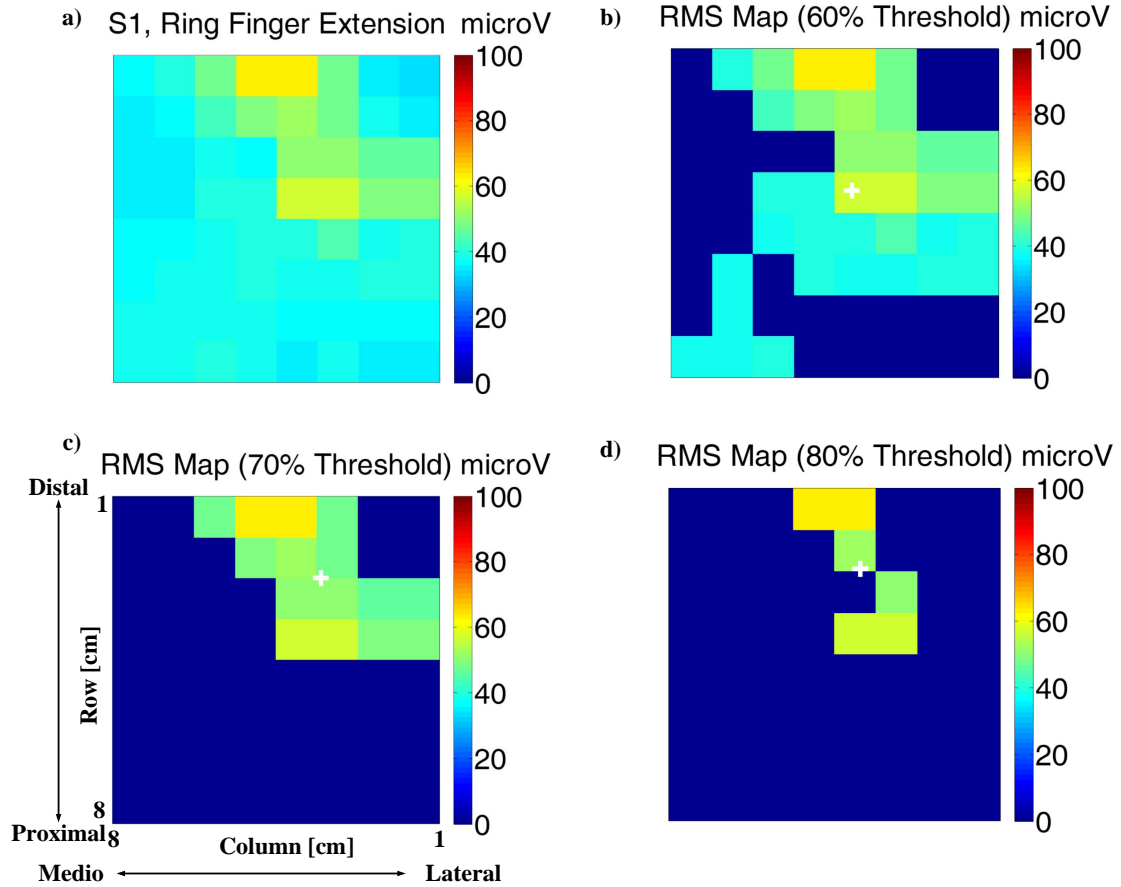 a) S1, Ring Finger Extension microV
100
80
60
40
20
0
b) RMS Map (60% Threshold) microV
100
80
60
40
20
0
c) RMS Map (70% Threshold) microV
Distal
1
Row [cm]
8
Proximal
8
Column [cm]
1
Medio
Lateral
100
80
60
40
20
0
d) RMS Map (80% Threshold) microV
100
80
60
40
20
0